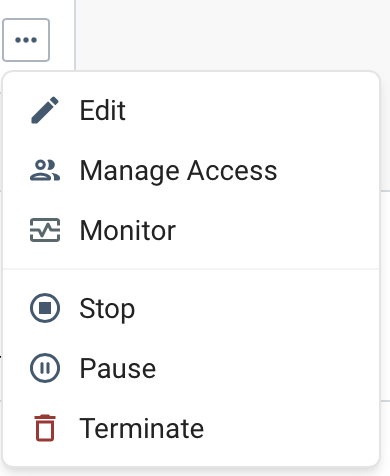 Edit
Manage Access
Monitor
Stop
Pause
Terminate